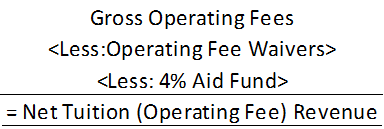 Gross Operating Fees
<Less:Operating Fee Waivers>
<Less: 4% Aid Fund>
= Net Tuition (Operating Fee) Revenue